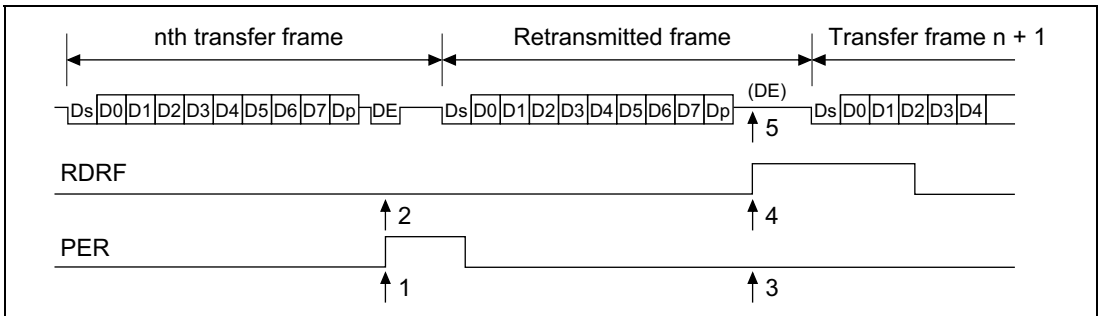 nth transfer frame Retransmitted frame Transfer frame n + 1
(DE)
Ds D0 D1 D2 D3 D4 D5 D6 D7 Dp DE Ds D0 D1 D2 D3 D4 D5 D6 D7 Dp Ds D0 D1 D2 D3 D4
5
RDRF
2 4
PER
1 3